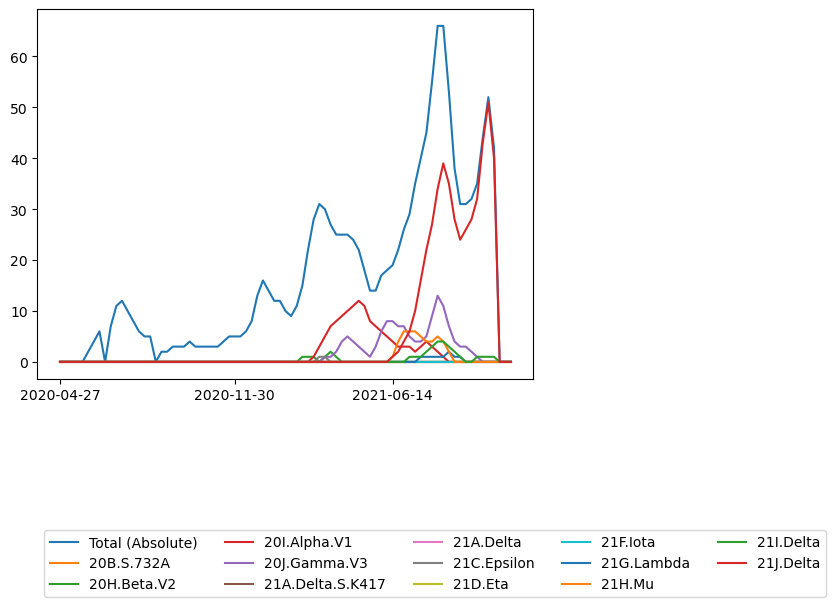 60
50
40
30
20
10
0
2020-04-27 2020-11-30 2021-06-14
Total (Absolute) 20I.Alpha.V1 21A.Delta 21F.Iota 21I.Delta
20B.S.732A 20J.Gamma.V3 21C.Epsilon 21G.Lambda 21J.Delta
20H.Beta.V2 21A.Delta.S.K417 21D.Eta 21H.Mu